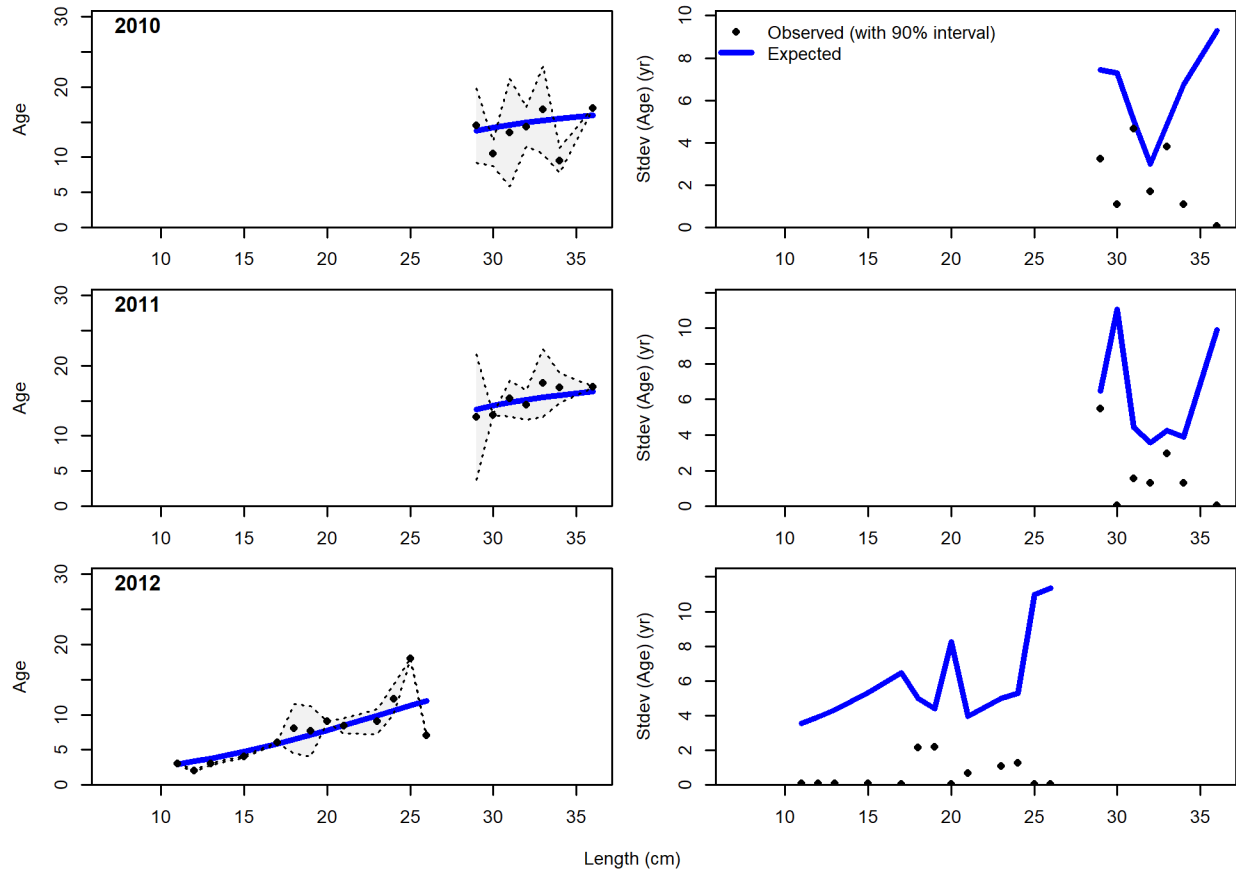 2010
Age
0 5 10 15 20 30
10 15 20 25 30 35
Stdev (Age) (yr)
0 2 4 6 8 10
Observed (with 90% interval)
Expected
10 15 20 25 30 35
2011
Age
0 5 10 15 20 30
10 15 20 25 30 35
Stdev (Age) (yr)
0 2 4 6 8 10
10 15 20 25 30 35
2012
Age
0 5 10 20 30
10 15 20 25 30 35
Stdev (Age) (yr)
0 2 4 6 8 10
10 15 20 25 30 35
Length (cm)